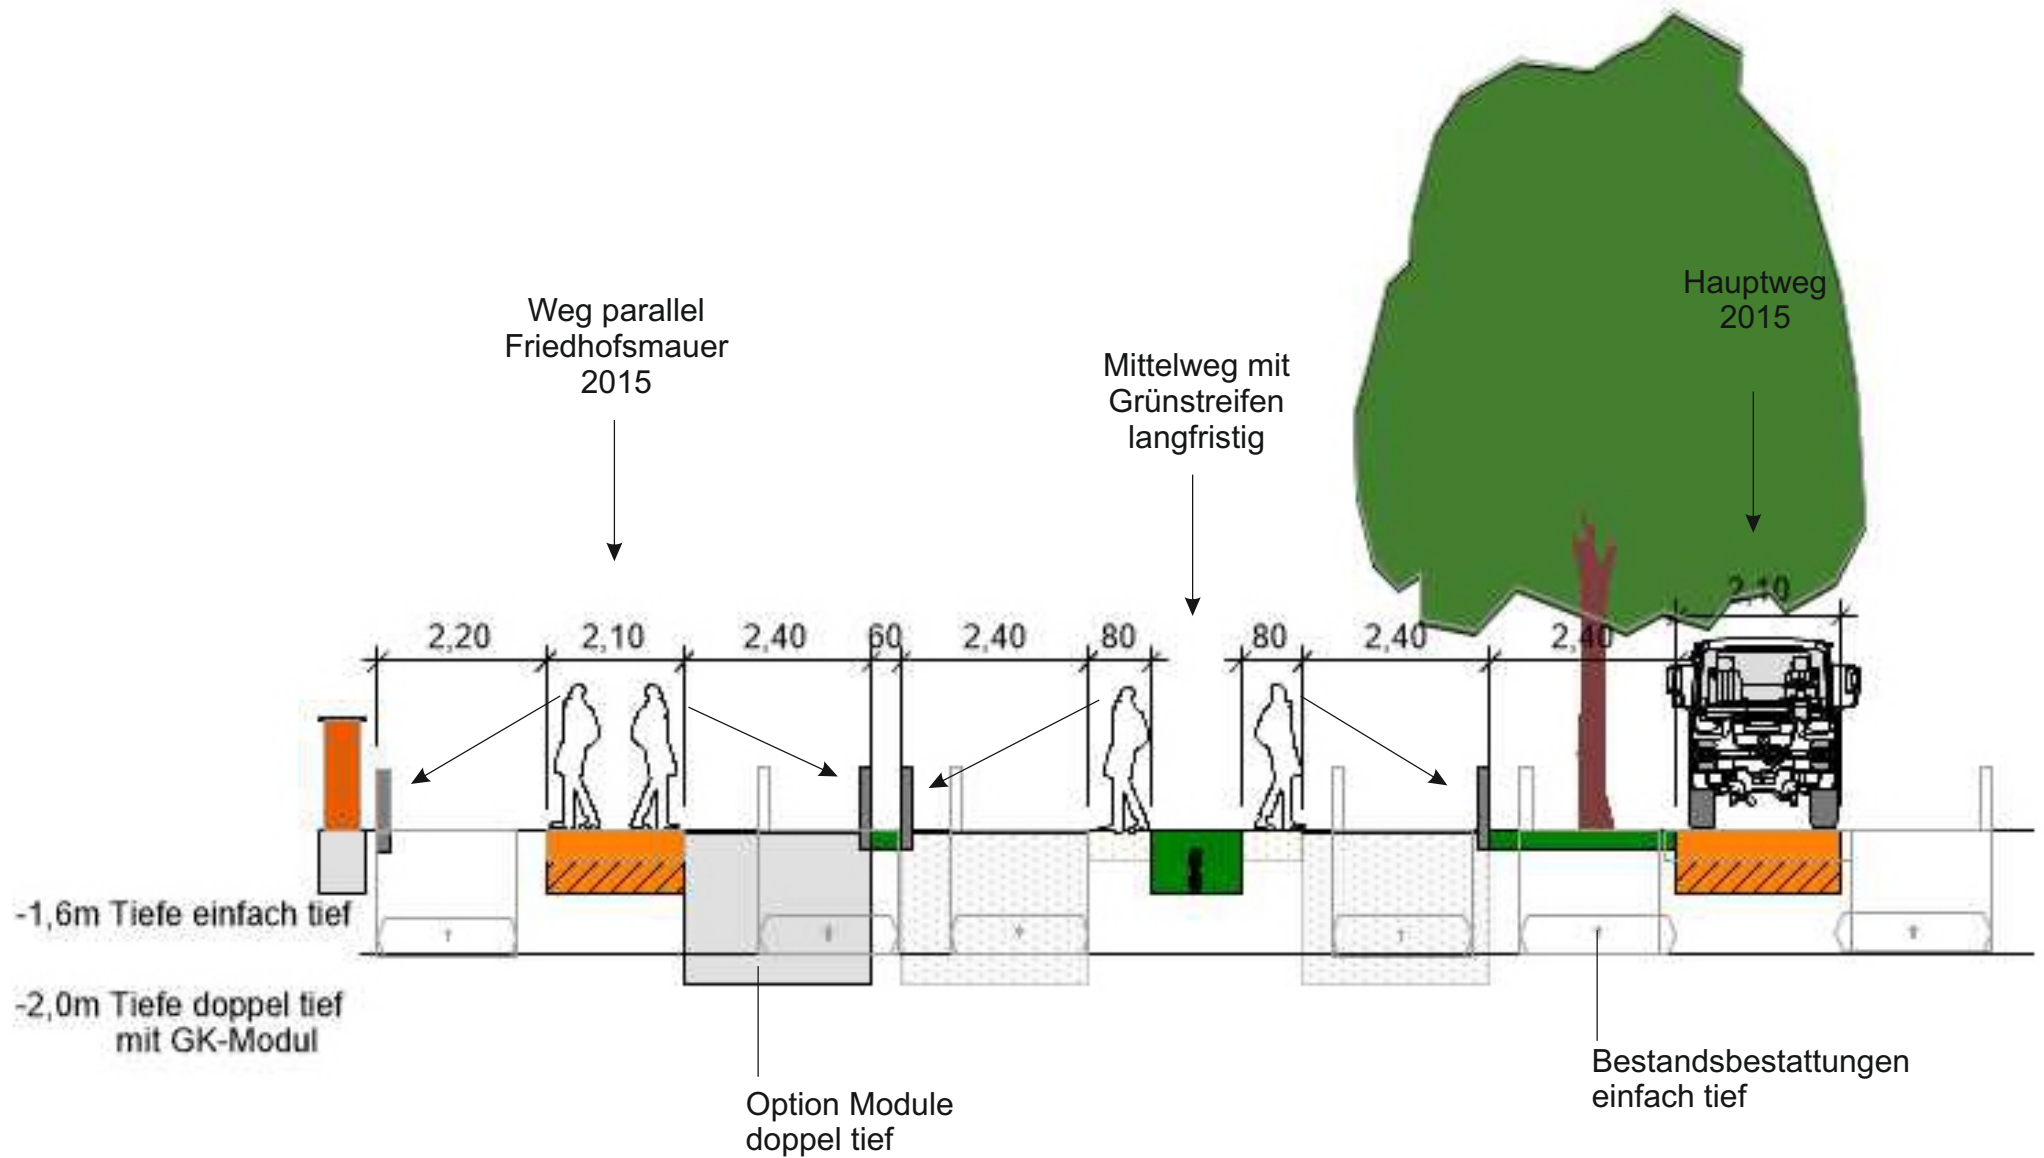 Weg parallel
Friedhofsmauer
2015
Mittelweg mit
Grünstreifen
langfristig
Hauptweg
2015
2,10
2,20 2,10 2,40 60 2,40 80 80 2,40 2,40
-1,6m Tiefe einfach tief
-2,0m Tiefe doppel tief
mit GK-Modul
Option Module
doppel tief
Bestandsbestattungen
einfach tief